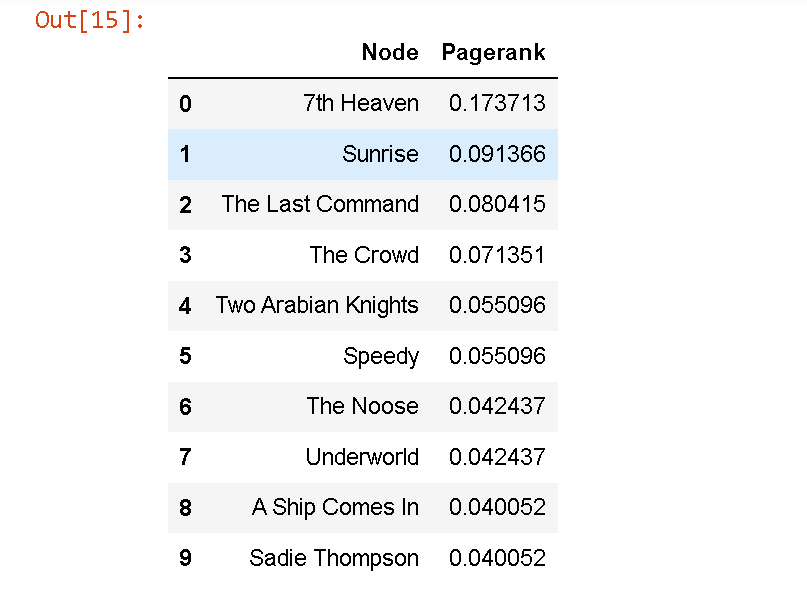 Out[15]:
Node Pagerank
0 7th Heaven 0.173713
1 Sunrise 0.091366
2 The Last Command 0.080415
3 The Crowd 0.071351
4 Two Arabian Knights 0.055096
5 Speedy 0.055096
6 The Noose 0.042437
7 Underworld 0.042437
8 A Ship Comes In 0.040052
9 Sadie Thompson 0.040052